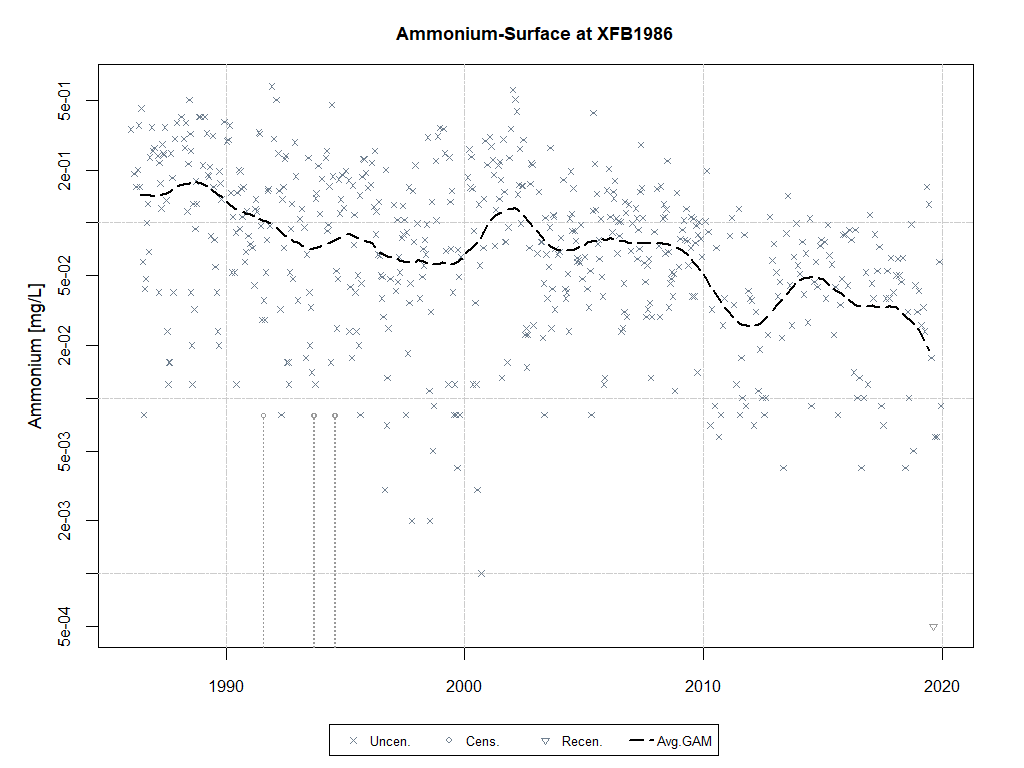 Ammonium-Surface at XFB1986
Ammonium [mg/L]
5e-01
2e-01
5e-02
2e-02
5e-03
2e-03
5e-04
1990 2000 2010 2020
Uncen. Cens. Recen. Avg.GAM